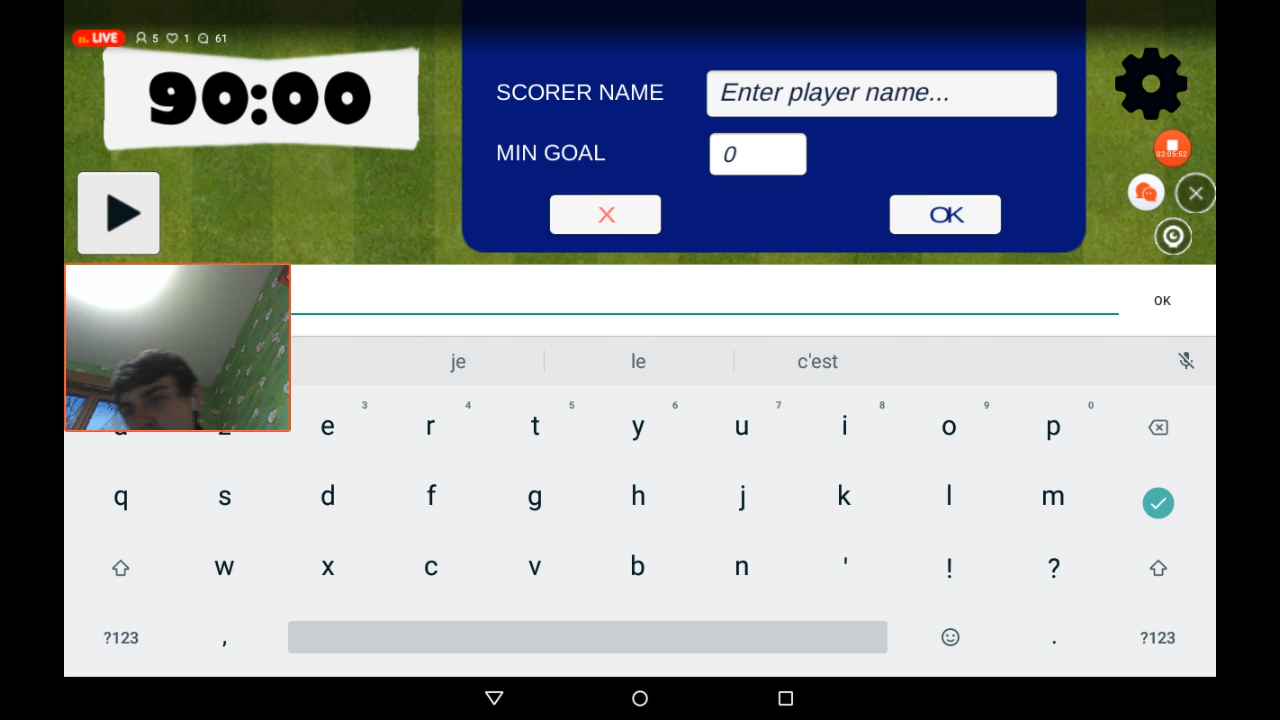 LIVE 5 1 61
90:00
SCORER NAME
Enter player name...
MIN GOAL
0
02:05:52
X
OK
OK
je le c'est
3 4 5 6 7 8 9 0
e r t y u i o p
q s d f g h j k l m
w x c v b n ' ! ?
?123 , . ?123